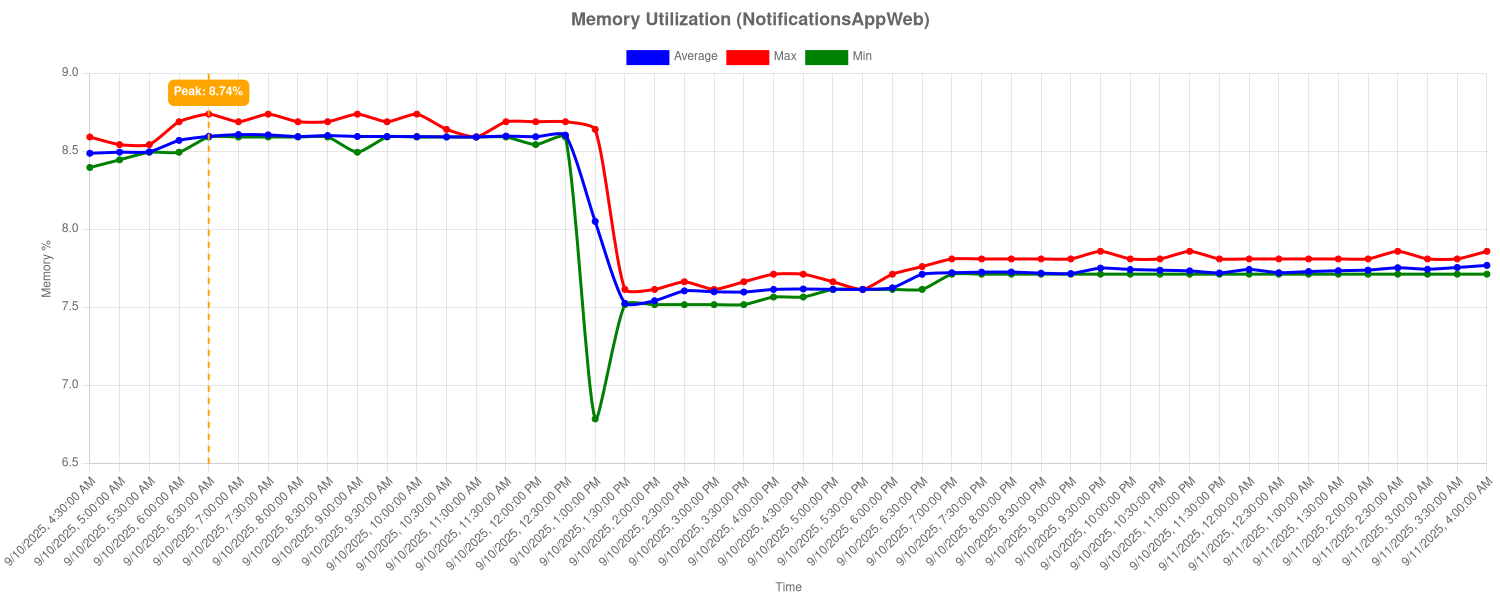 Memory Utilization (NotificationsAppWeb)
Average Max Min
Peak: 8.74%
9.0
8.5
8.0
7.5
7.0
6.5
Memory %
9/10/2025, 4:30:00 AM
9/10/2025, 5:00:00 AM
9/10/2025, 5:30:00 AM
9/10/2025, 6:00:00 AM
9/10/2025, 6:30:00 AM
9/10/2025, 7:00:00 AM
9/10/2025, 7:30:00 AM
9/10/2025, 8:00:00 AM
9/10/2025, 8:30:00 AM
9/10/2025, 9:00:00 AM
9/10/2025, 9:30:00 AM
9/10/2025, 10:00:00 AM
9/10/2025, 10:30:00 AM
9/10/2025, 11:00:00 AM
9/10/2025, 11:30:00 AM
9/10/2025, 12:00:00 PM
9/10/2025, 12:30:00 PM
9/10/2025, 1:00:00 PM
9/10/2025, 1:30:00 PM
9/10/2025, 2:00:00 PM
9/10/2025, 2:30:00 PM
9/10/2025, 3:00:00 PM
9/10/2025, 3:30:00 PM
9/10/2025, 4:00:00 PM
9/10/2025, 4:30:00 PM
9/10/2025, 5:00:00 PM
9/10/2025, 5:30:00 PM
9/10/2025, 6:00:00 PM
9/10/2025, 6:30:00 PM
9/10/2025, 7:00:00 PM
9/10/2025, 7:30:00 PM
9/10/2025, 8:00:00 PM
9/10/2025, 8:30:00 PM
9/10/2025, 9:00:00 PM
9/10/2025, 9:30:00 PM
9/10/2025, 10:00:00 PM
9/10/2025, 10:30:00 PM
9/10/2025, 11:00:00 PM
9/10/2025, 11:30:00 PM
9/11/2025, 12:00:00 AM
9/11/2025, 12:30:00 AM
9/11/2025, 1:00:00 AM
9/11/2025, 1:30:00 AM
9/11/2025, 2:00:00 AM
9/11/2025, 2:30:00 AM
9/11/2025, 3:00:00 AM
9/11/2025, 3:30:00 AM
9/11/2025, 4:00:00 AM
Time